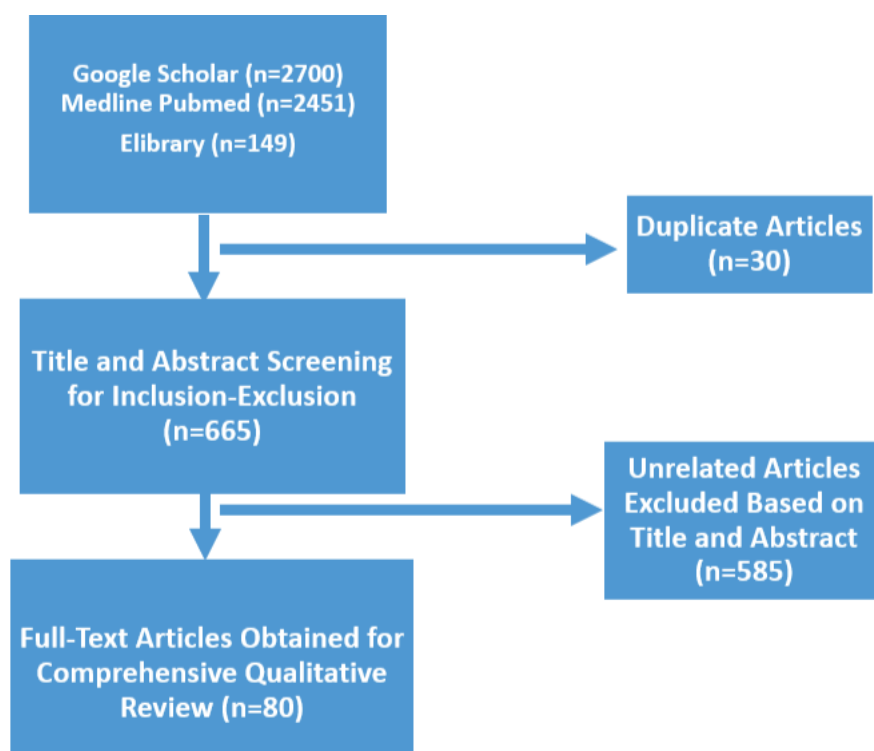 Google Scholar (n=2700)
Medline Pubmed (n=2451)
Elibrary (n=149)
Duplicate Articles
(n=30)
Title and Abstract Screening
for Inclusion-Exclusion
(n=665)
Unrelated Articles
Excluded Based on
Title and Abstract
(n=585)
Full-Text Articles Obtained for
Comprehensive Qualitative
Review (n=80)